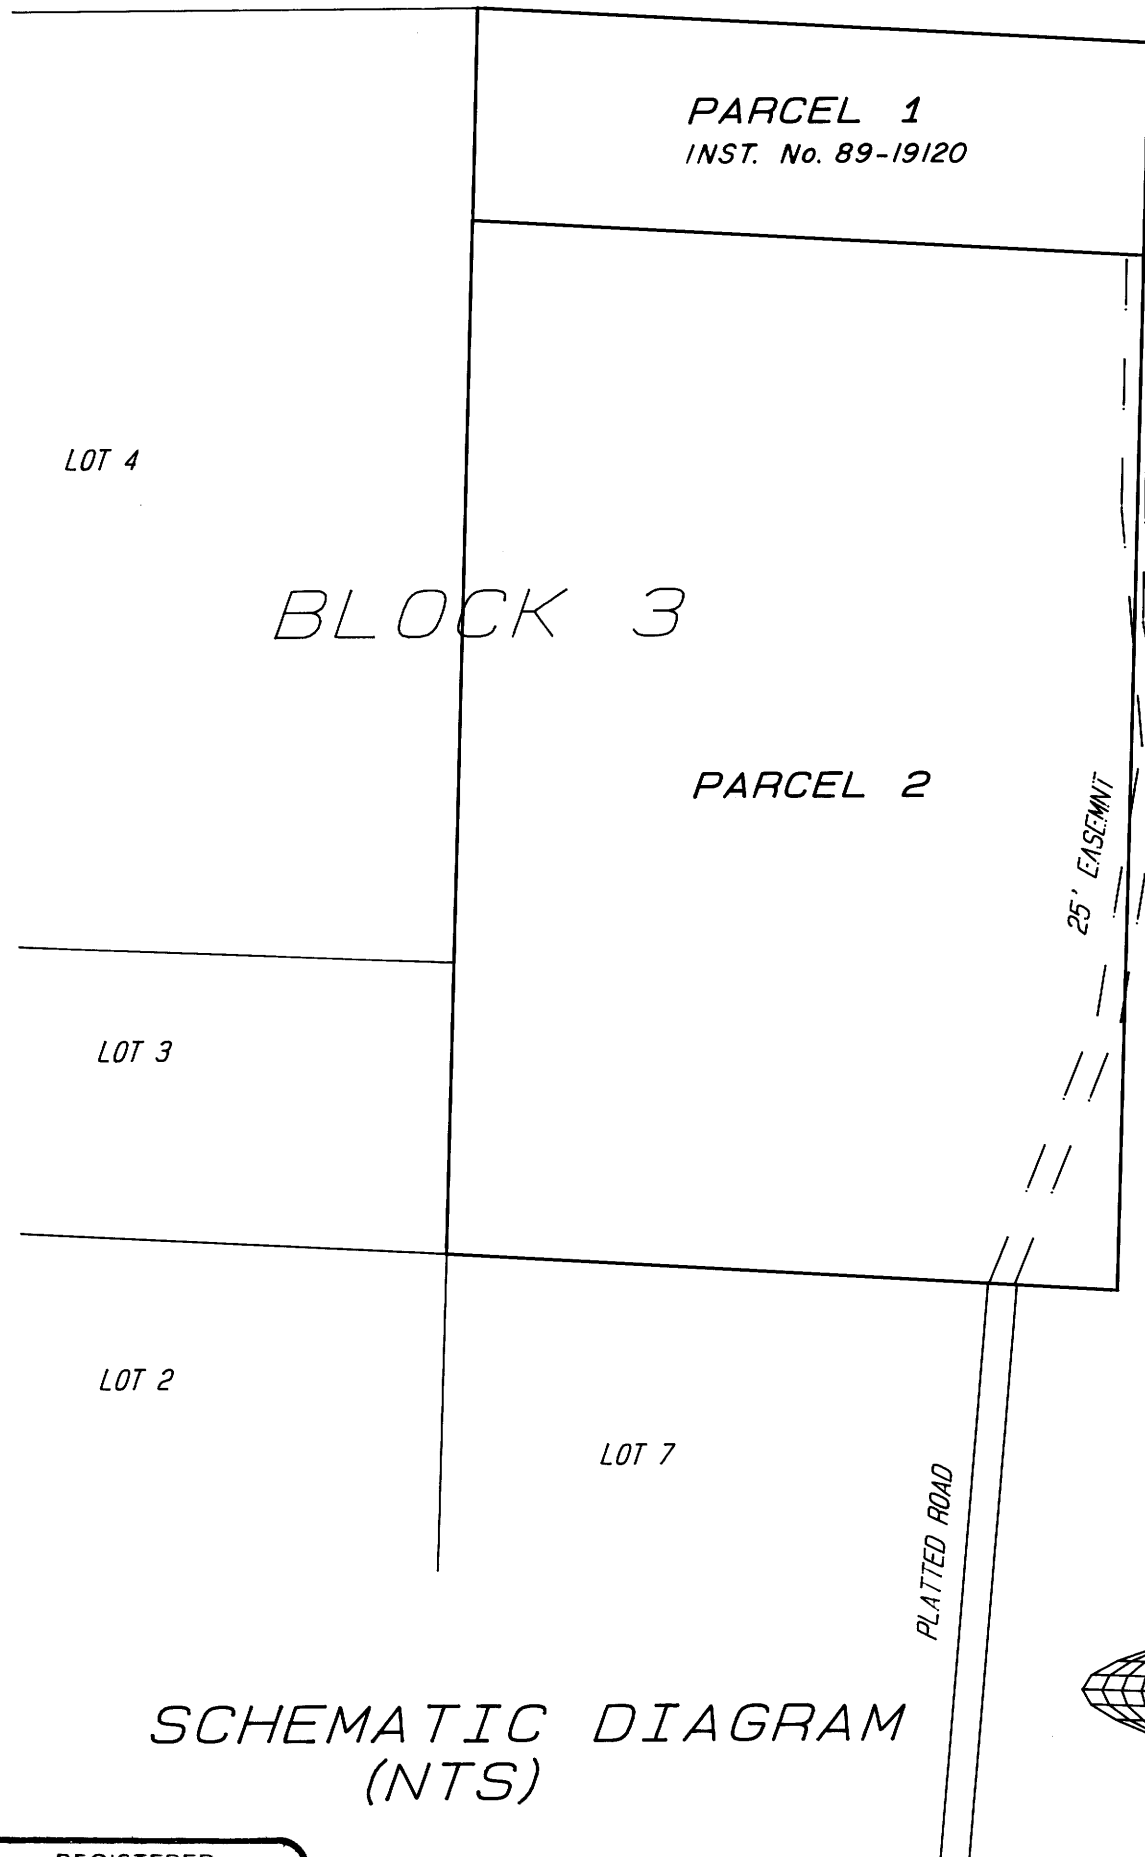 PARCEL 1
INST. No. 89-19120
LOT 4
BLOCK 3
PARCEL 2
25' EASEMNT
LOT 3
LOT 2
LOT 7
PLATTED ROAD
SCHEMATIC DIAGRAM
(NTS)
REGISTERED